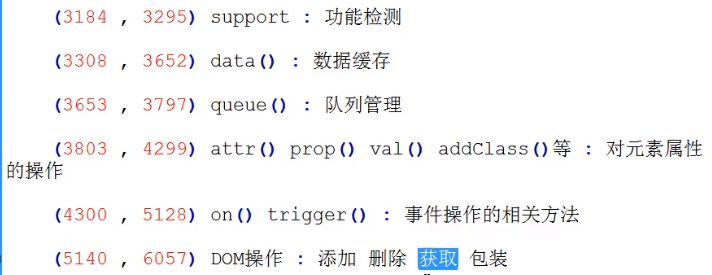 (3184 , 3295) support : 功能检测
(3308 , 3652) data() : 数据缓存
(3653 , 3797) queue() : 队列管理
(3803 , 4299) attr() prop() val() addClass()等 : 对元素属性
的操作
(4300 , 5128) on() trigger() : 事件操作的相关方法
(5140 , 6057) DOM操作 : 添加 删除 获取 包装